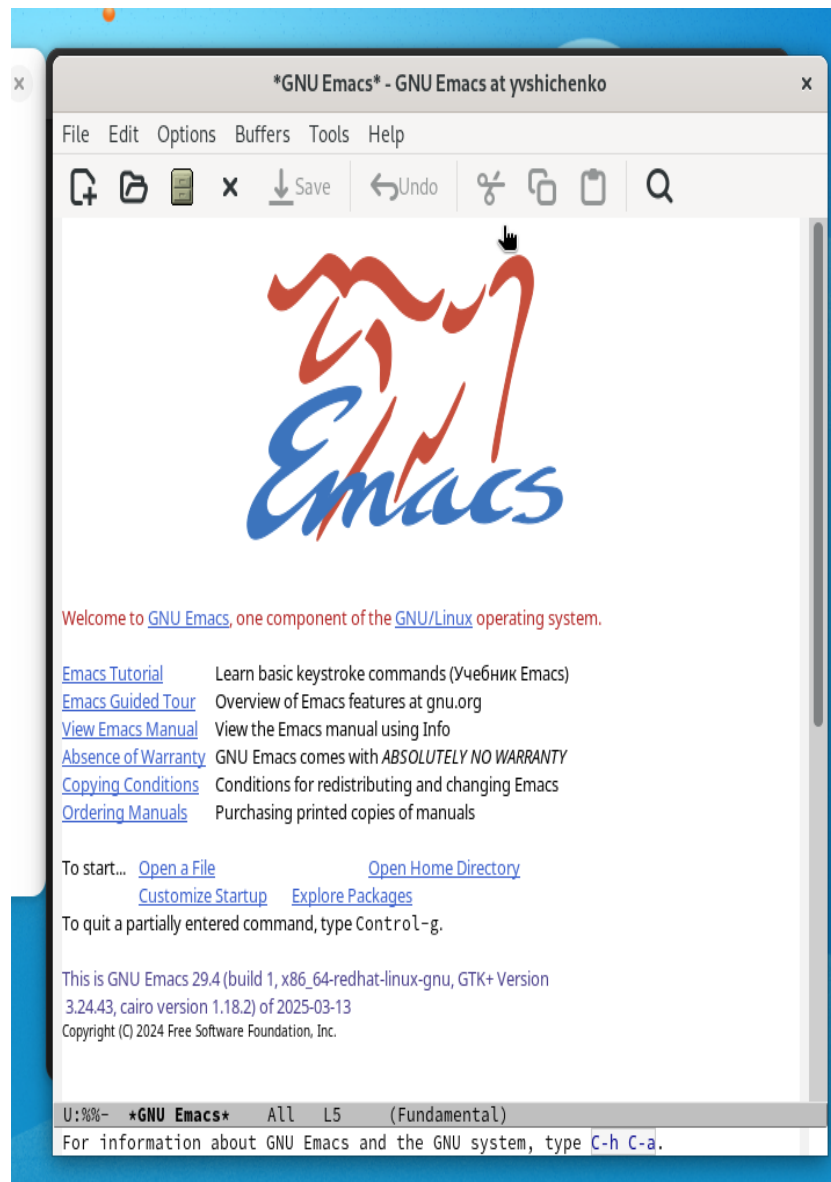 *GNU Emacs* - GNU Emacs at yvshichenko
File Edit Options Buffers Tools Help
Save Undo
Emacs
Welcome to GNU Emacs, one component of the GNU/Linux operating system.
Emacs Tutorial Learn basic keystroke commands (Учебник Emacs)
Emacs Guided Tour Overview of Emacs features at gnu.org
View Emacs Manual View the Emacs manual using Info
Absence of Warranty GNU Emacs comes with ABSOLUTELY NO WARRANTY
Copying Conditions Conditions for redistributing and changing Emacs
Ordering Manuals Purchasing printed copies of manuals
To start... Open a File Open Home Directory
Customize Startup Explore Packages
To quit a partially entered command, type Control-g.
This is GNU Emacs 29.4 (build 1, x86_64-redhat-linux-gnu, GTK+ Version
3.24.43, cairo version 1.18.2) of 2025-03-13
Copyright (C) 2024 Free Software Foundation, Inc.
U:%%- *GNU Emacs* All L5 (Fundamental)
For information about GNU Emacs and the GNU system, type C-h C-a.